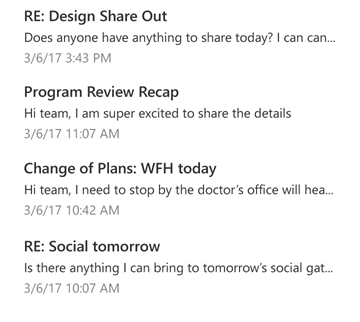 RE: Design Share Out
Does anyone have anything to share today? I can can...
3/6/17 3:43 PM
Program Review Recap
Hi team, I am super excited to share the details
3/6/17 11:07 AM
Change of Plans: WFH today
Hi team, I need to stop by the doctor’s office will hea...
3/6/17 10:42 AM
RE: Social tomorrow
Is there anything I can bring to tomorrow’s social gat...
3/6/17 10:07 AM